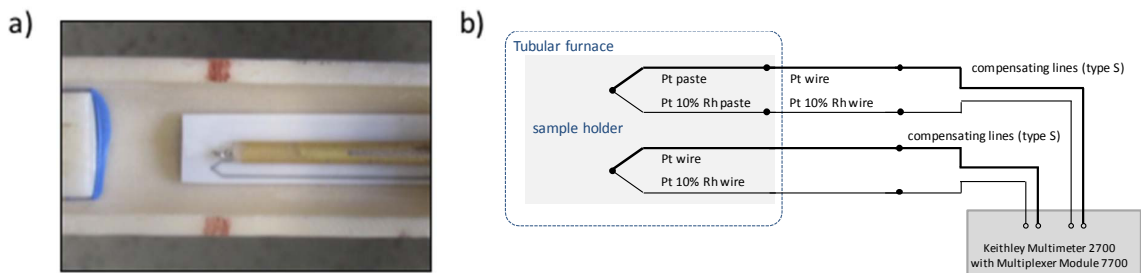 a)
b)
Tubular furnace
compensating lines (type S)
Pt paste
Pt wire
Pt 10% Rh paste
Pt 10% Rh wire
sample holder
compensating lines (type S)
Pt wire
Pt 10% Rh wire
Keithley Multimeter 2700
with Multiplexer Module 7700